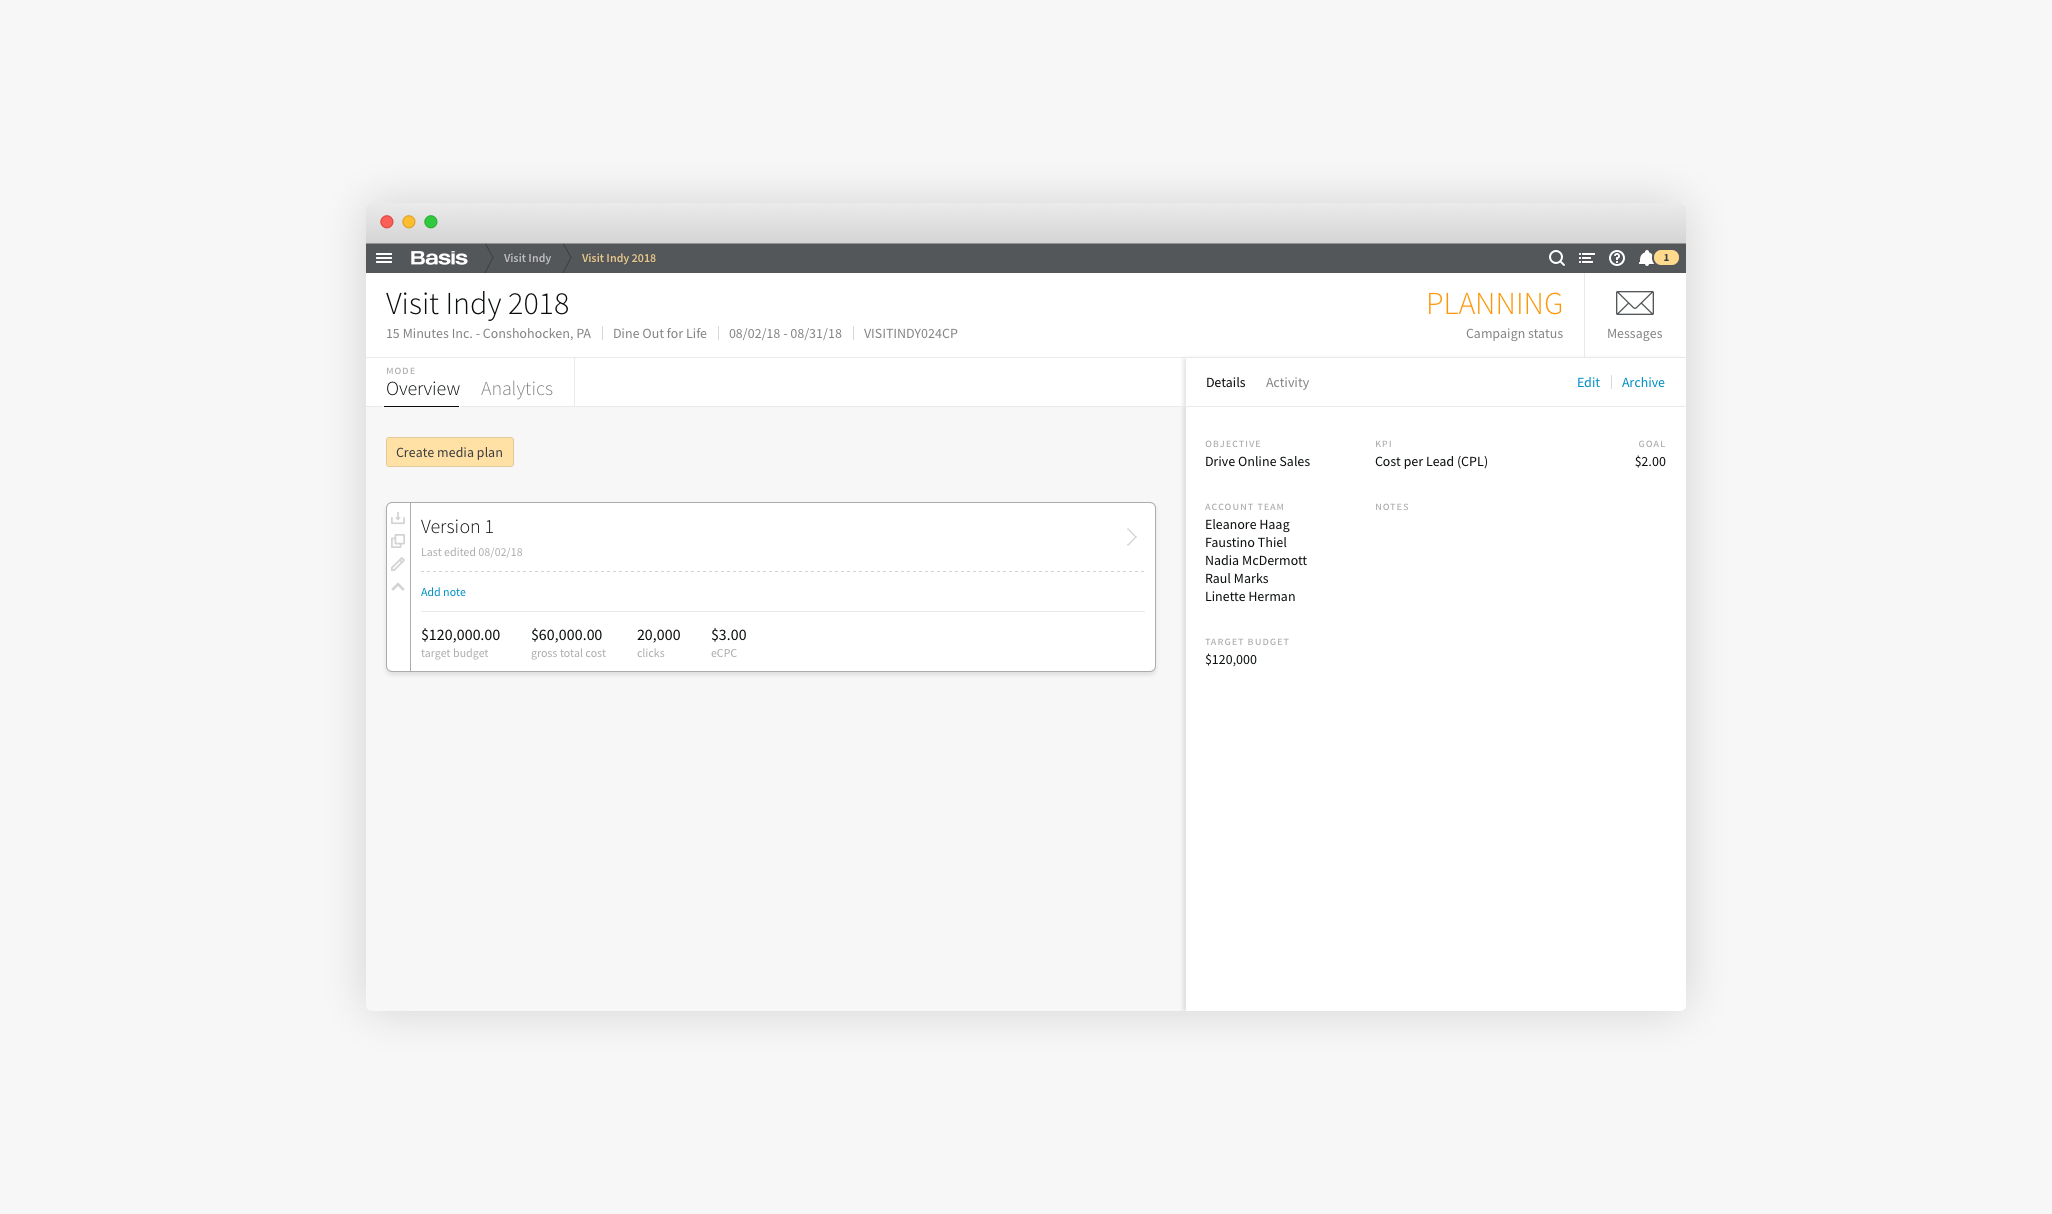 Basis Visit Indy Visit Indy 2018 1
Visit Indy 2018
15 Minutes Inc. - Conshohocken, PA Dine Out for Life 08/02/18 - 08/31/18 VISITINDY024CP
PLANNING
Campaign status
Messages
MODE
Overview Analytics
Create media plan
Version 1
Last edited 08/02/18
Add note
$120,000.00 $60,000.00 20,000 $3.00
target budget gross total cost clicks eCPC
Details Activity Edit Archive
OBJECTIVE KPI GOAL
Drive Online Sales Cost per Lead (CPL) $2.00
ACCOUNT TEAM NOTES
Eleanore Haag
Faustino Thiel
Nadia McDermott
Raul Marks
Linette Herman
TARGET BUDGET
$120,000